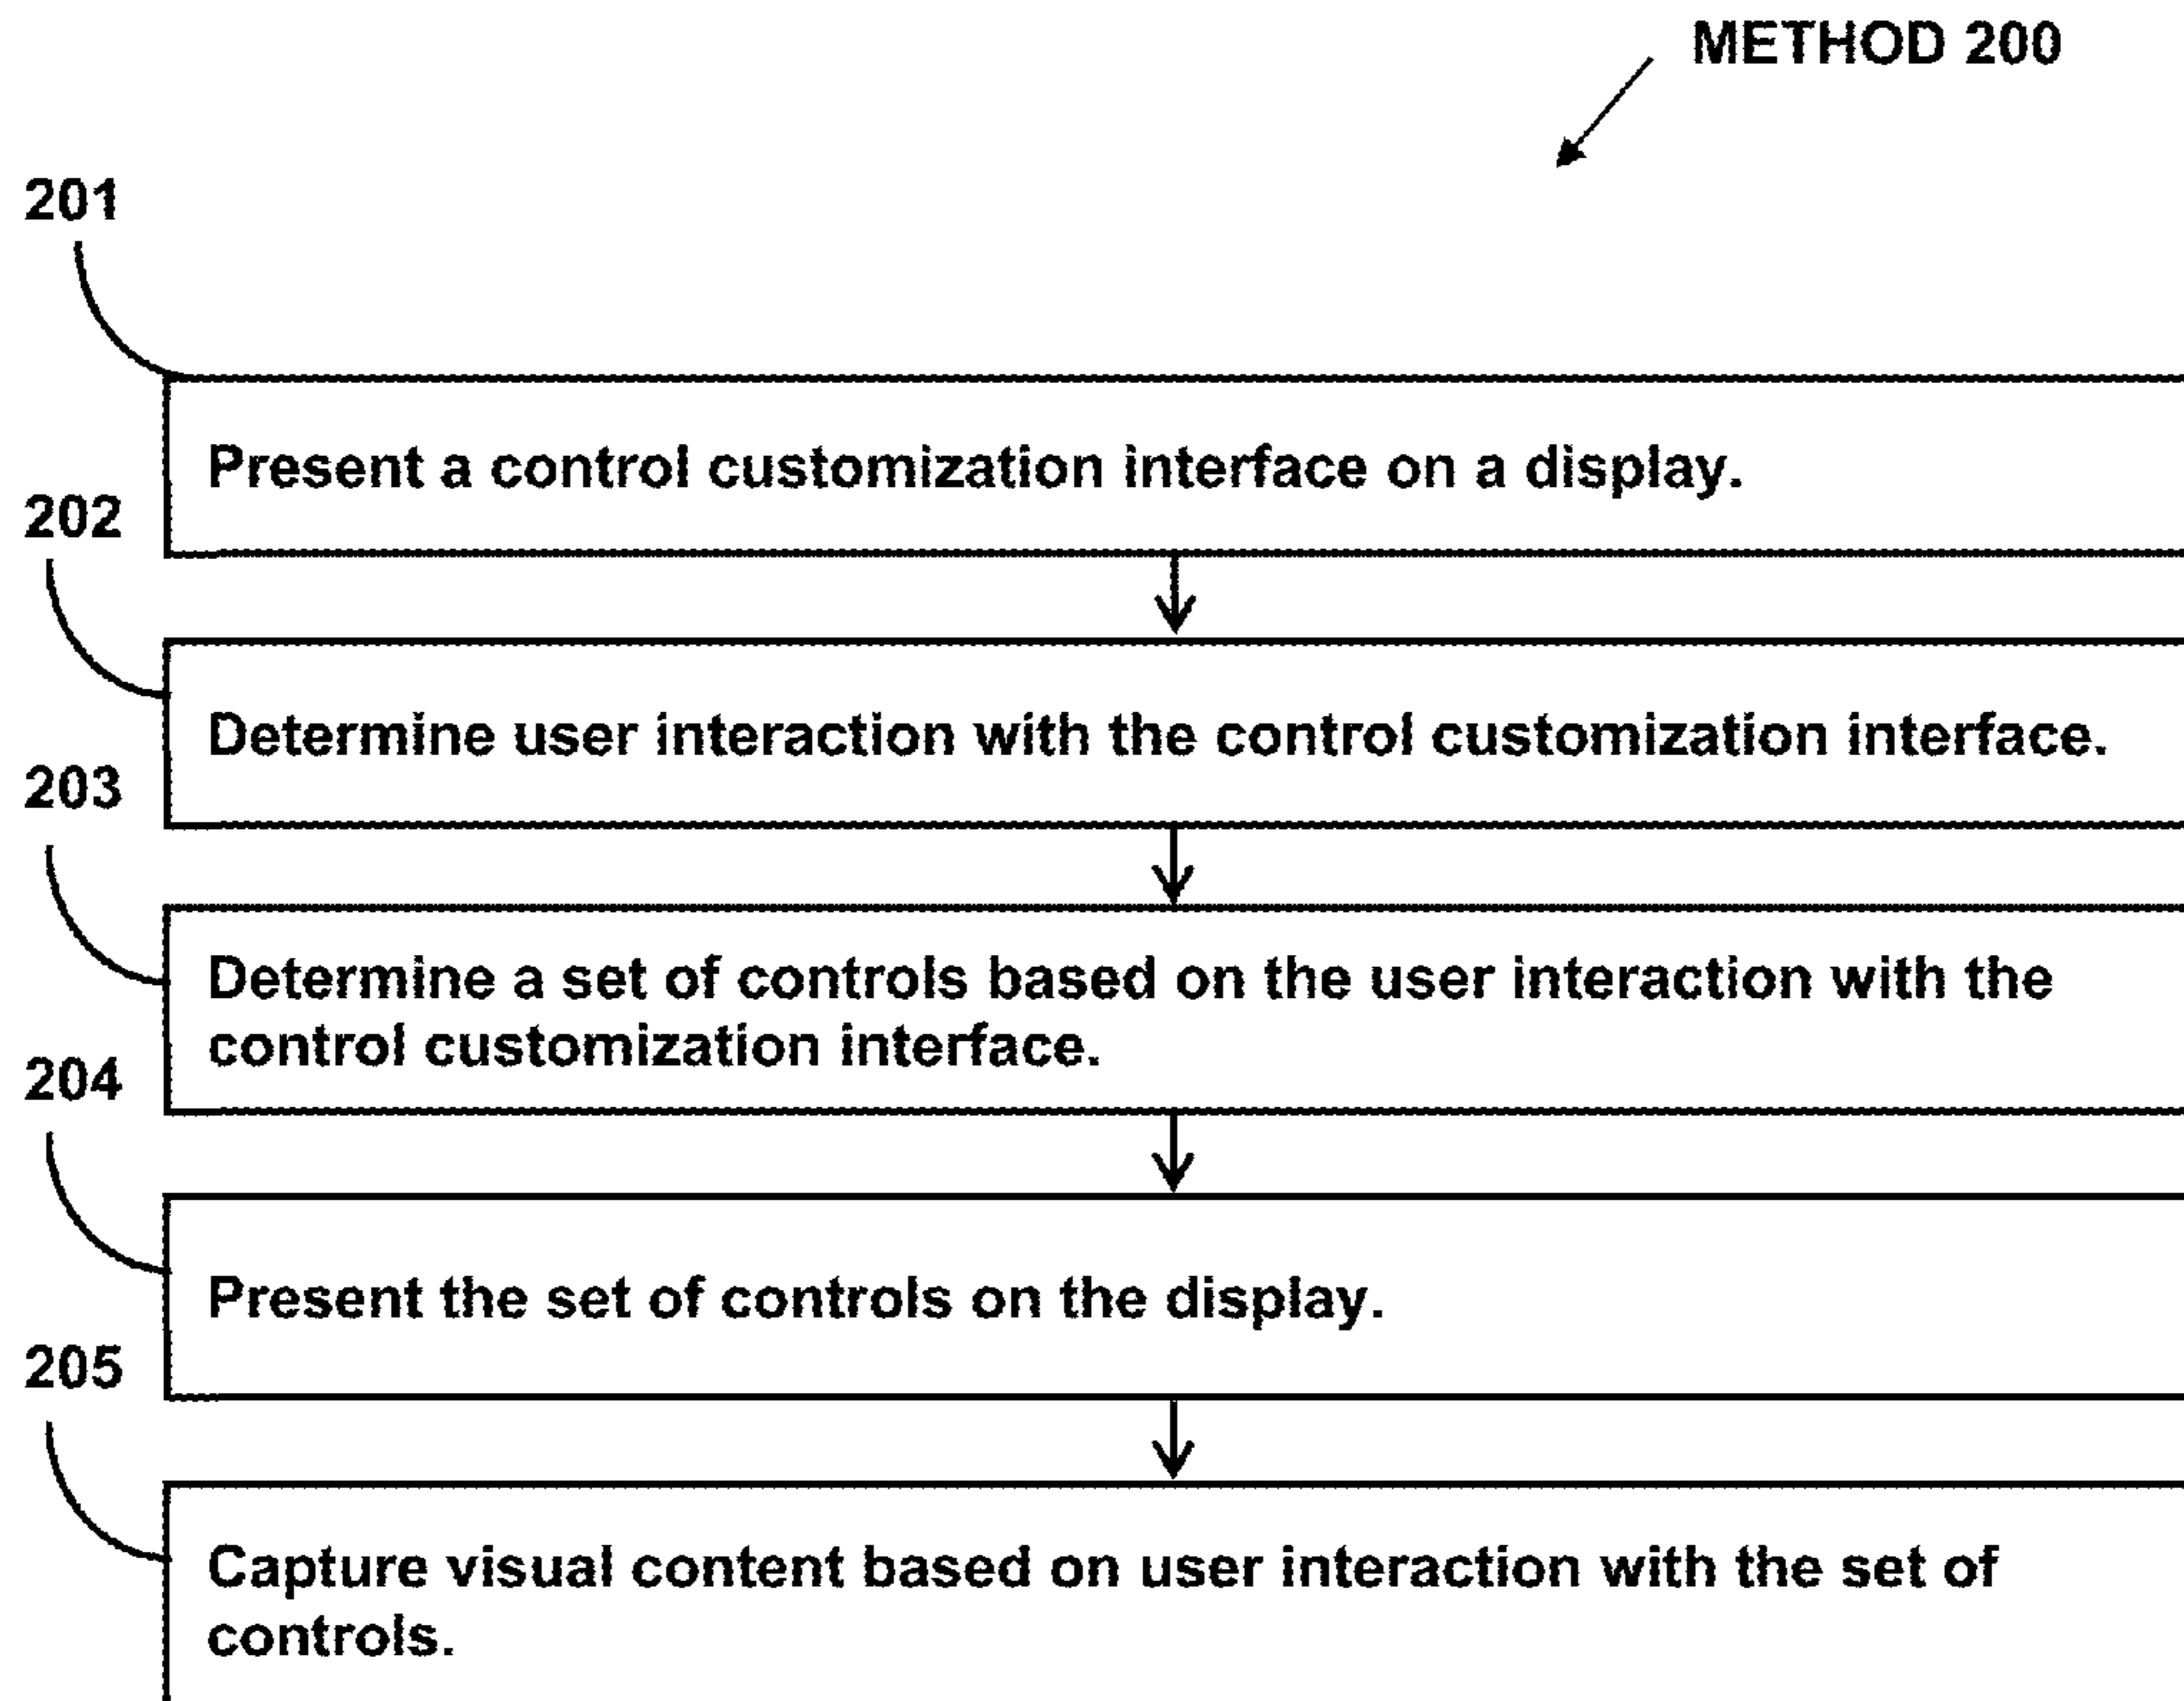 METHOD 200
201
Present a control customization interface on a display.
202
Determine user interaction with the control customization interface.
203
Determine a set of controls based on the user interaction with the
control customization interface.
204
Present the set of controls on the display.
205
Capture visual content based on user interaction with the set of
controls.